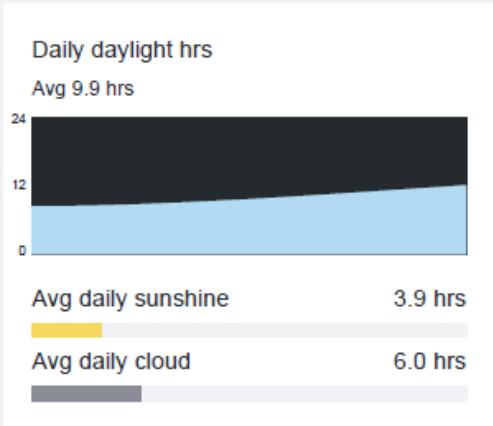 Daily daylight hrs
Avg 9.9 hrs
24
12
0
Avg daily sunshine 3.9 hrs
Avg daily cloud 6.0 hrs